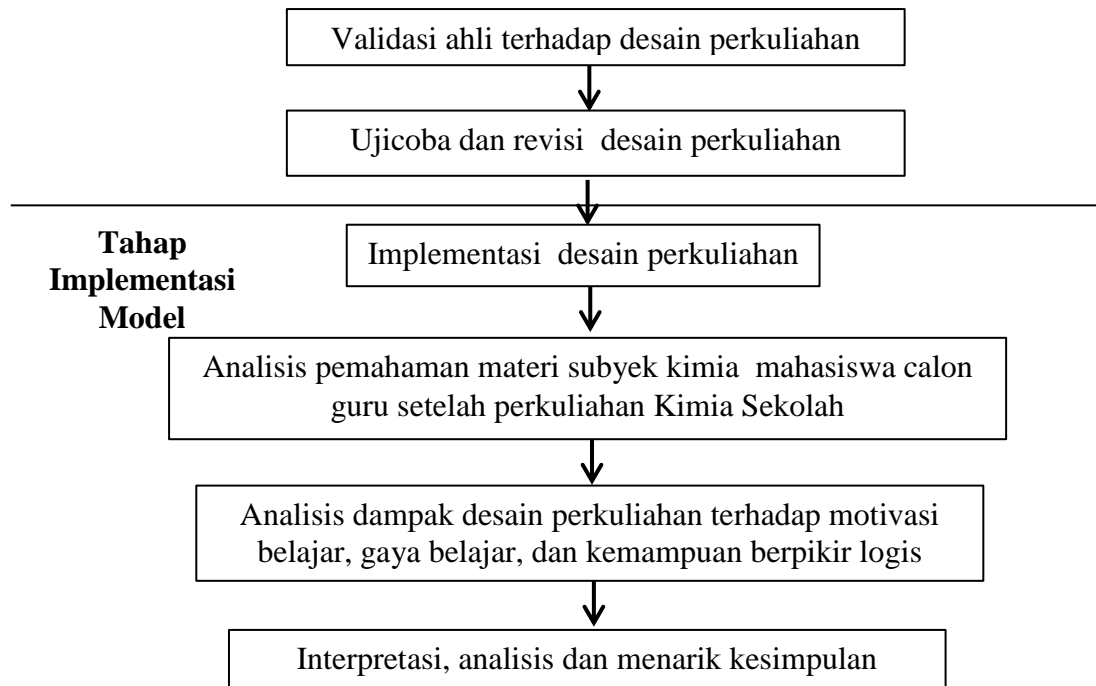 Validasi ahli terhadap desain perkuliahan
Ujicoba dan revisi desain perkuliahan
Tahap
Implementasi
Model
Implementasi desain perkuliahan
Analisis pemahaman materi subyek kimia mahasiswa calon
guru setelah perkuliahan Kimia Sekolah
Analisis dampak desain perkuliahan terhadap motivasi
belajar, gaya belajar, dan kemampuan berpikir logis
Interpretasi, analisis dan menarik kesimpulan